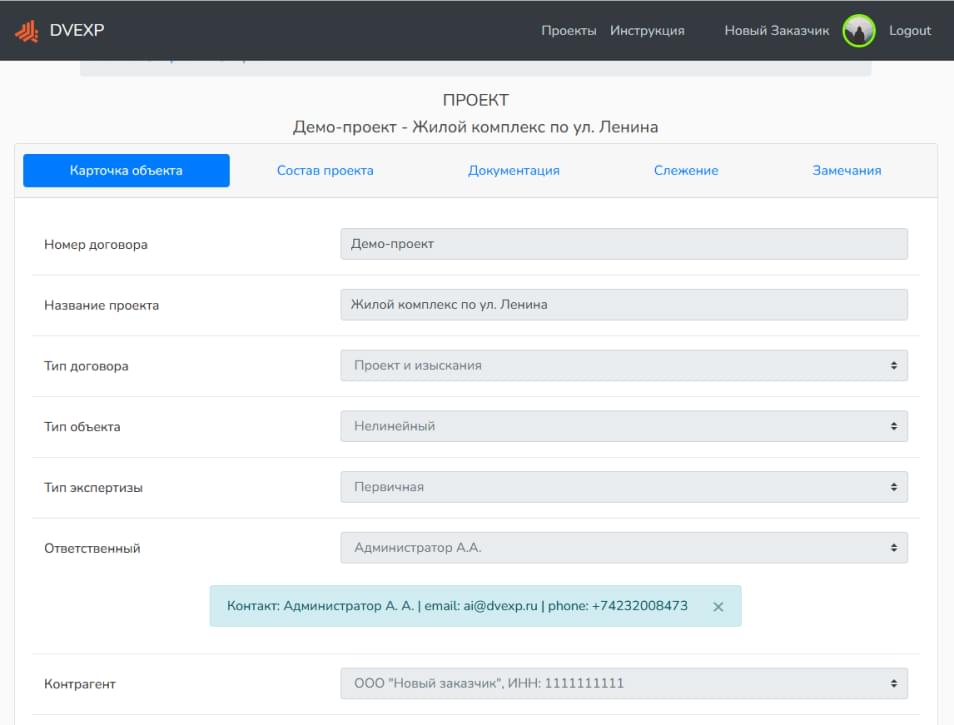 DVEXP Проекты Инструкция Новый Заказчик Logout
ПРОЕКТ
Демо-проект - Жилой комплекс по ул. Ленина
Карточка объекта Состав проекта Документация Слежение Замечания
Номер договора Демо-проект
Название проекта Жилой комплекс по ул. Ленина
Тип договора Проект и изыскания
Тип объекта Нелинейный
Тип экспертизы Первичная
Ответственный Администратор А.А.
Контакт: Администратор А. А. | email: ai@dvexp.ru | phone: +74232008473 ×
Контрагент ООО "Новый заказчик", ИНН: 1111111111